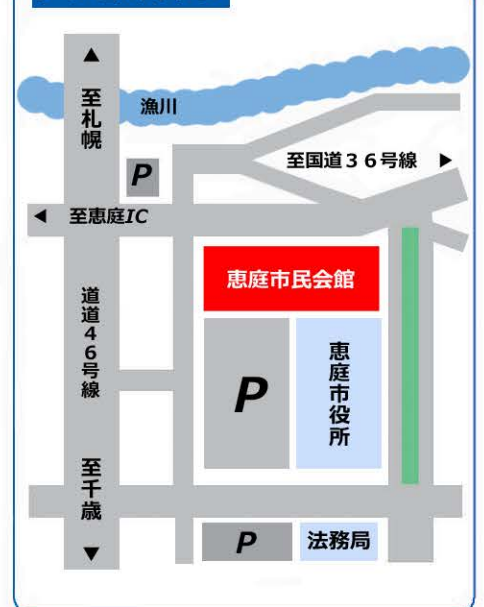 ▲
至札幌
漁川
P
至国道３６号線 ▶
◀ 至恵庭IC
恵庭市民会館
道道４６号線
P
恵庭市役所
至千歳
▼
P
法務局